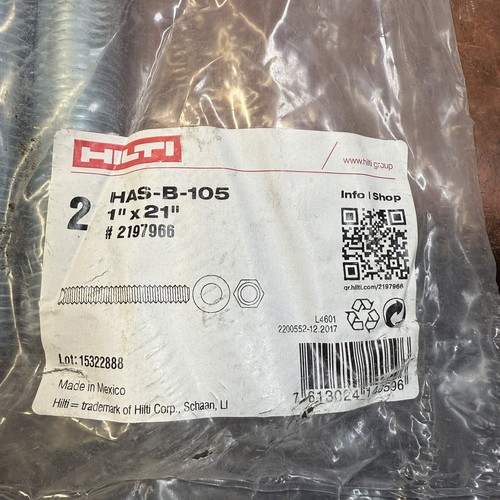 HILTI
www.hilti.group
2
HAS-B-105
1" x 21"
# 2197966
Info | Shop
qr.hilti.com/2197966
L4601
2200552-12.2017
Lot: 15322888
Made in Mexico
Hilti = trademark of Hilti Corp., Schaan, LI